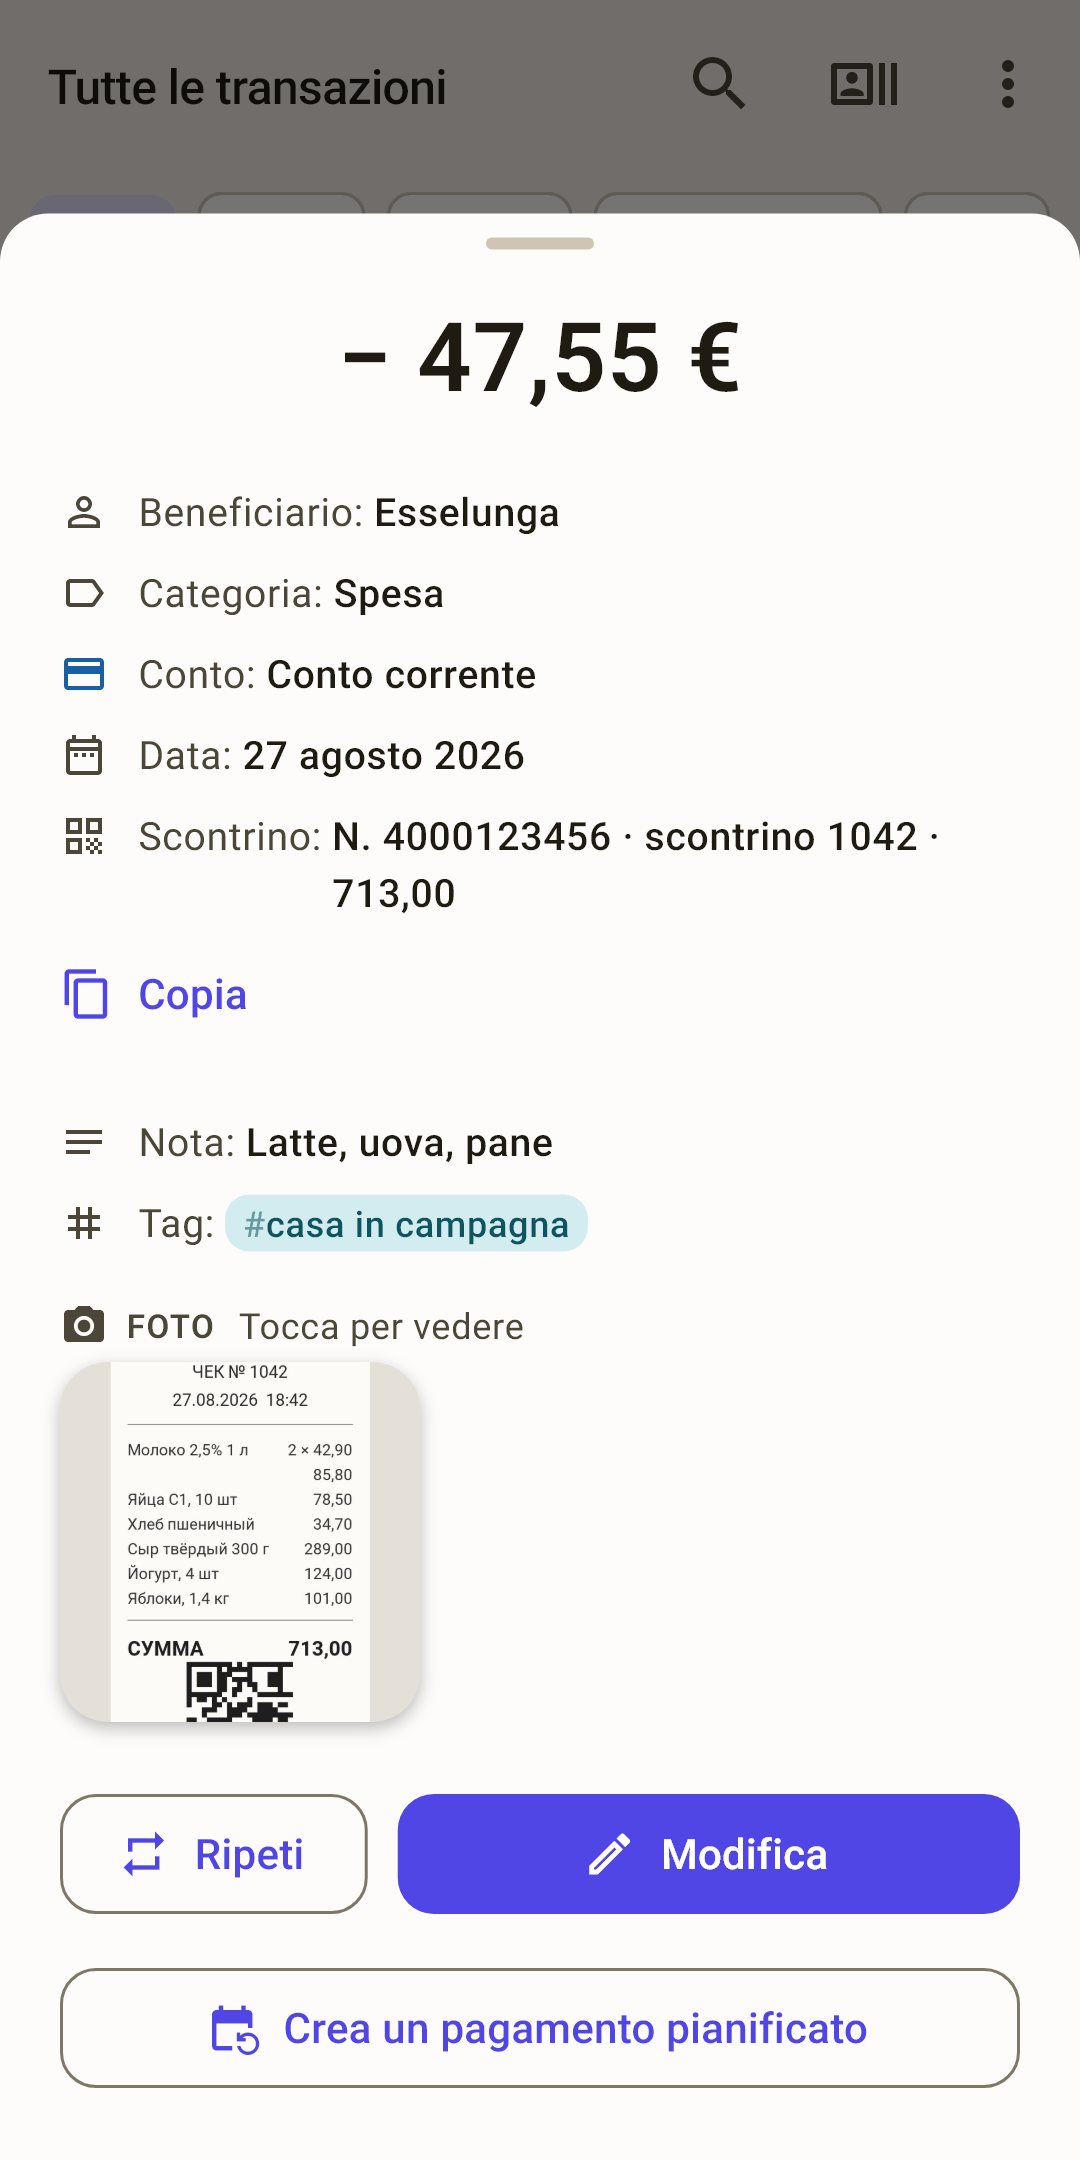 Tutte le transazioni
− 47,55 €
Beneficiario: Esselunga
Categoria: Spesa
Conto: Conto corrente
Data: 27 agosto 2026
Scontrino: N. 4000123456 · scontrino 1042 ·
713,00
Copia
Nota: Latte, uova, pane
Tag: #casa in campagna
FOTO Tocca per vedere
ЧЕК № 1042
27.08.2026 18:42
Молоко 2,5% 1 л 2 × 42,90
85,80
Яйца С1, 10 шт 78,50
Хлеб пшеничный 34,70
Сыр твёрдый 300 г 289,00
Йогурт, 4 шт 124,00
Яблоки, 1,4 кг 101,00
СУММА 713,00
Ripeti
Modifica
Crea un pagamento pianificato